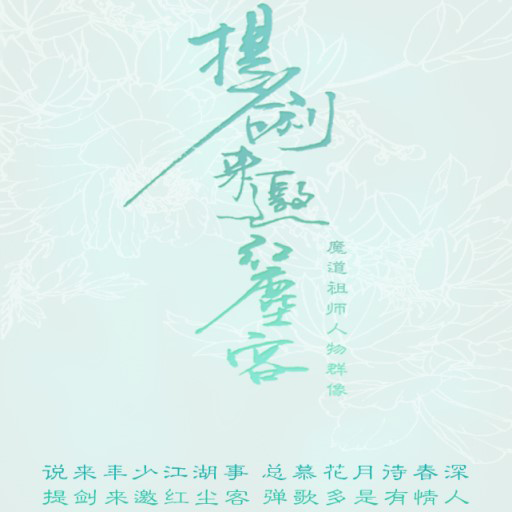 提剑来邀红尘客
魔道祖师人物群像
说来年少江湖事 总慕花月待春深
提剑来邀红尘客 弹歌多是有情人